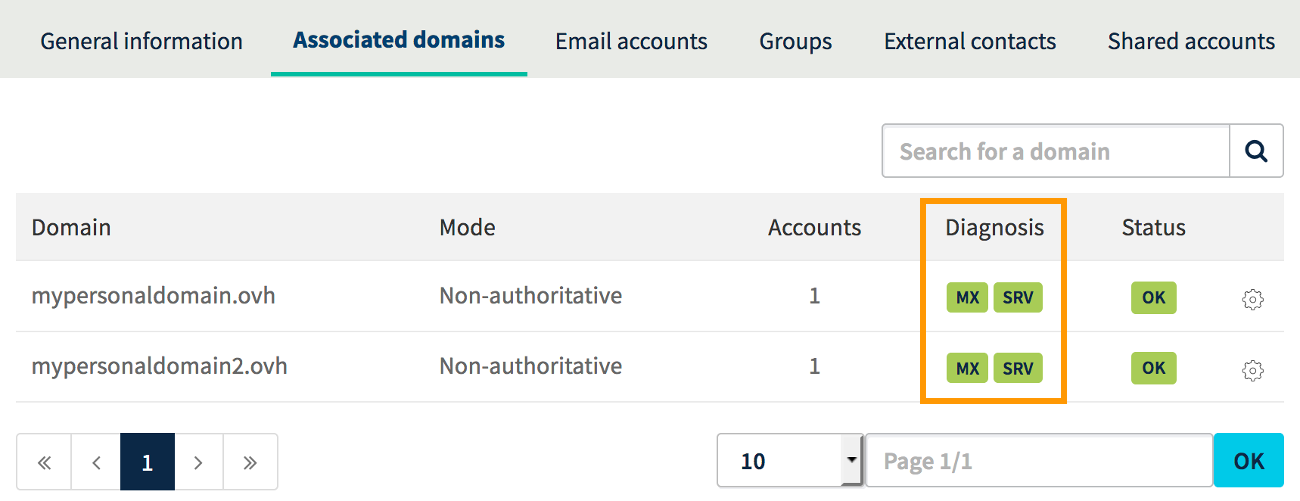 General information Associated domains Email accounts Groups External contacts Shared accounts
Search for a domain
Domain Mode Accounts Diagnosis Status
mypersonaldomain.ovh Non-authoritative 1 MX SRV OK
mypersonaldomain2.ovh Non-authoritative 1 MX SRV OK
« ‹ 1 › » 10 Page 1/1 OK